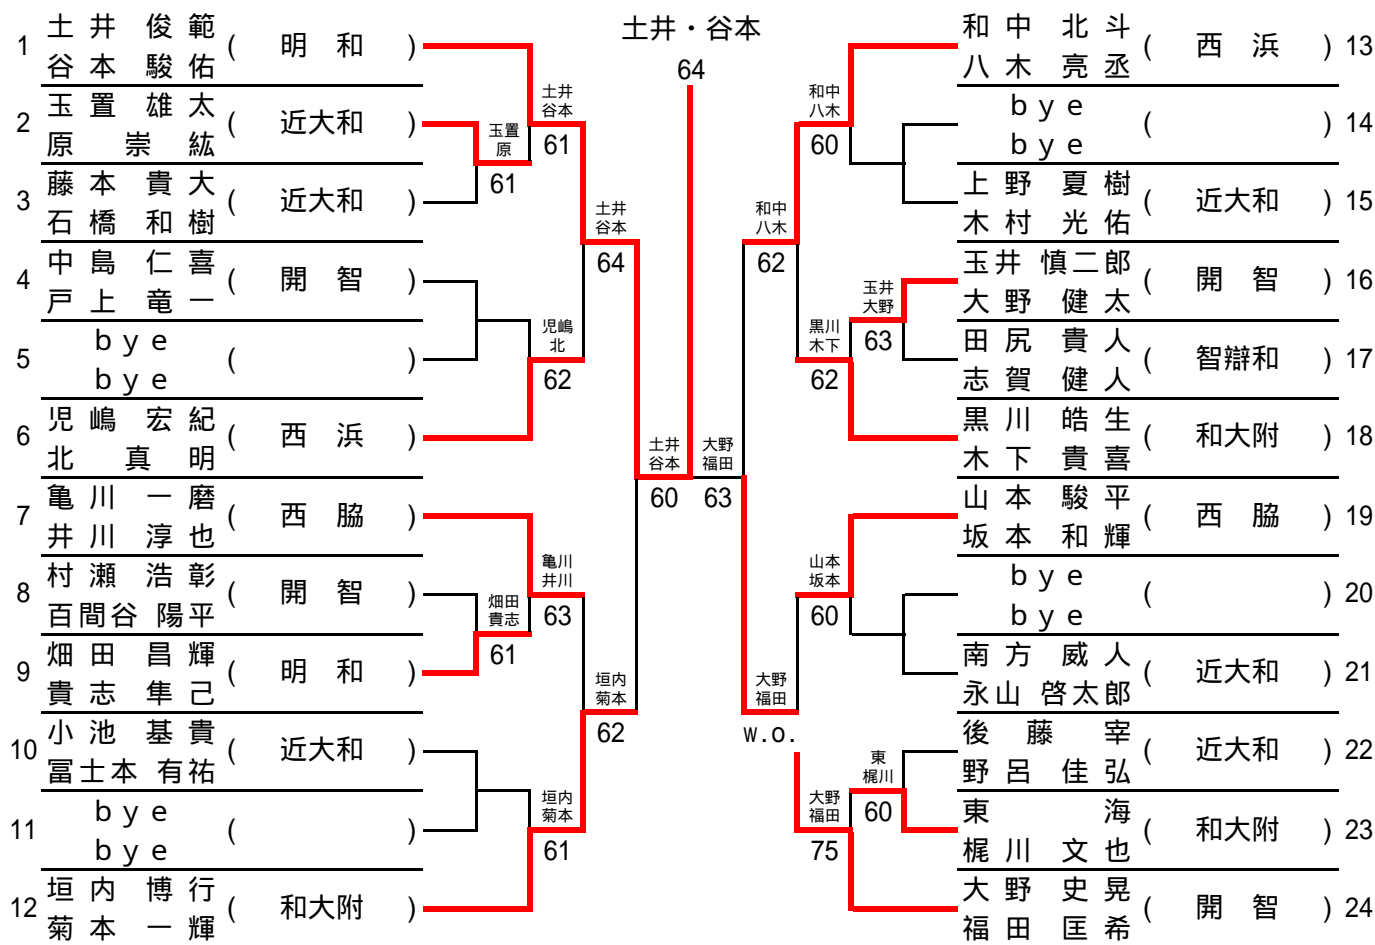 土井・谷本
64
1 土井 俊範 谷本 駿佑 ( 明和 )
2 玉置 雄太 原 崇紘 ( 近大和 )
3 藤本 貴大 石橋 和樹 ( 近大和 )
4 中島 仁喜 戸上 竜一 ( 開智 )
5 bye bye ( )
6 児嶋 宏紀 北 真明 ( 西浜 )
7 亀川 一磨 井川 淳也 ( 西脇 )
8 村瀬 浩彰 百間谷 陽平 ( 開智 )
9 畑田 昌輝 貴志 隼己 ( 明和 )
10 小池 基貴 冨士本 有祐 ( 近大和 )
11 bye bye ( )
12 垣内 博行 菊本 一輝 ( 和大附 )
玉置
原
61
畑田
貴志
61
土井
谷本
61
児嶋
北
62
亀川
井川
63
垣内
菊本
61
土井
谷本
64
垣内
菊本
62
土井
谷本
60
大野
福田
63
和中
八木
62
大野
福田
W.O.
和中
八木
60
黒川
木下
62
山本
坂本
60
大野
福田
75
玉井
大野
63
東
梶川
60
和中 北斗 八木 亮丞 ( 西浜 ) 13
bye bye ( ) 14
上野 夏樹 木村 光佑 ( 近大和 ) 15
玉井 慎二郎 大野 健太 ( 開智 ) 16
田尻 貴人 志賀 健人 ( 智辯和 ) 17
黒川 皓生 木下 貴喜 ( 和大附 ) 18
山本 駿平 坂本 和輝 ( 西脇 ) 19
bye bye ( ) 20
南方 威人 永山 啓太郎 ( 近大和 ) 21
後藤 宰 野呂 佳弘 ( 近大和 ) 22
東 海 梶川 文也 ( 和大附 ) 23
大野 史晃 福田 匡希 ( 開智 ) 24